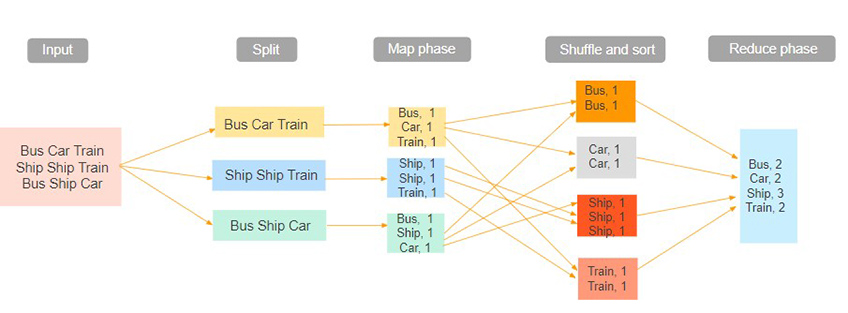 Input
Split
Map phase
Shuffle and sort
Reduce phase
Bus Car Train
Ship Ship Train
Bus Ship Car
Bus Car Train
Ship Ship Train
Bus Ship Car
Bus, 1
Car, 1
Train, 1
Ship, 1
Ship, 1
Train, 1
Bus, 1
Ship, 1
Car, 1
Bus, 1
Bus, 1
Car, 1
Car, 1
Ship, 1
Ship, 1
Ship, 1
Train, 1
Train, 1
Bus, 2
Car, 2
Ship, 3
Train, 2